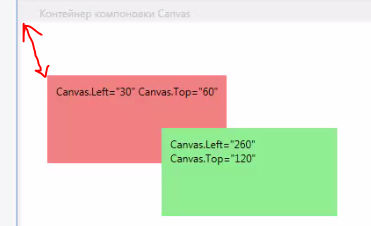 Контейнер компоновки Canvas
Canvas.Left="30" Canvas.Top="60"
Canvas.Left="260"
Canvas.Top="120"